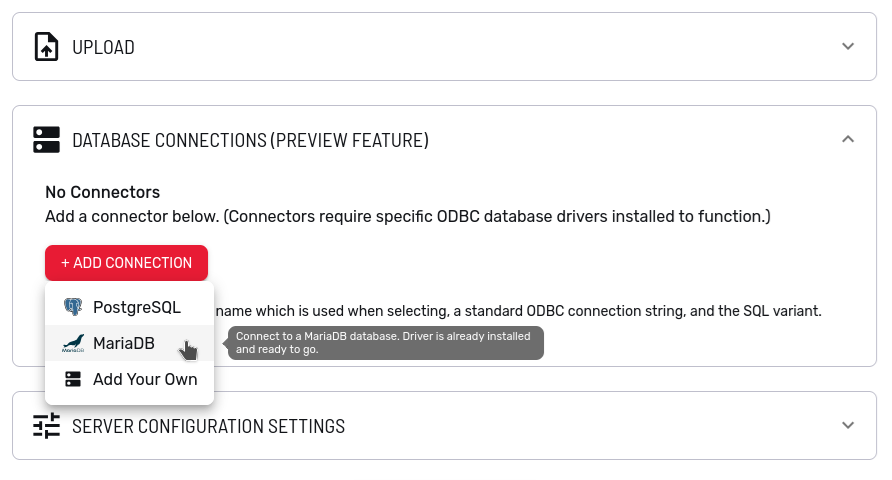 UPLOAD
DATABASE CONNECTIONS (PREVIEW FEATURE)
No Connectors
Add a connector below. (Connectors require specific ODBC database drivers installed to function.)
+ ADD CONNECTION
PostgreSQL
name which is used when selecting, a standard ODBC connection string, and the SQL variant.
MariaDB
MariaDB
Connect to a MariaDB database. Driver is already installed
and ready to go.
Add Your Own
SERVER CONFIGURATION SETTINGS